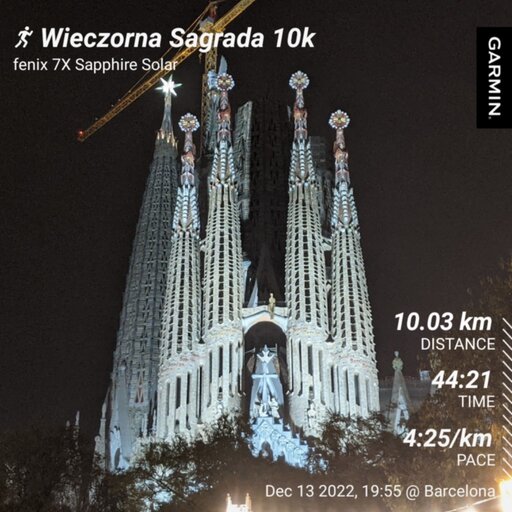 Wieczorna Sagrada 10k
fenix 7X Sapphire Solar
GARMIN
10.03 km
DISTANCE
44:21
TIME
4:25/km
PACE
Dec 13 2022, 19:55 @ Barcelona